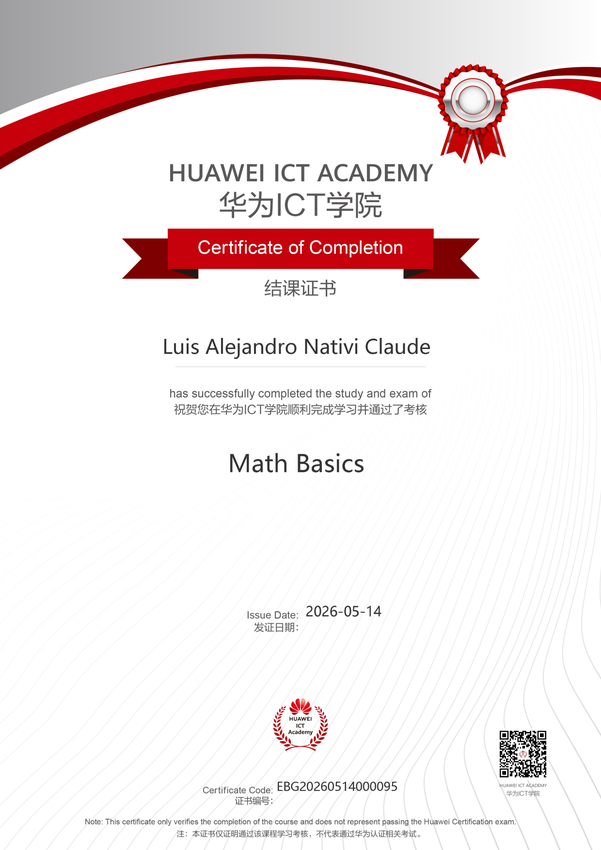 HUAWEI ICT ACADEMY
华为ICT学院
Certificate of Completion
结课证书
Luis Alejandro Nativi Claude
has successfully completed the study and exam of
祝贺您在华为ICT学院顺利完成学习并通过了考核
Math Basics
Issue Date: 2026-05-14
发证日期:
HUAWEI
ICT
Academy
Certificate Code: EBG20260514000095
证书编号:
HUAWEI ICT ACADEMY
华为ICT学院
Note: This certificate only verifies the completion of the course and does not represent passing the Huawei Certification exam.
注：本证书仅证明通过该课程学习考核，不代表通过华为认证相关考试。